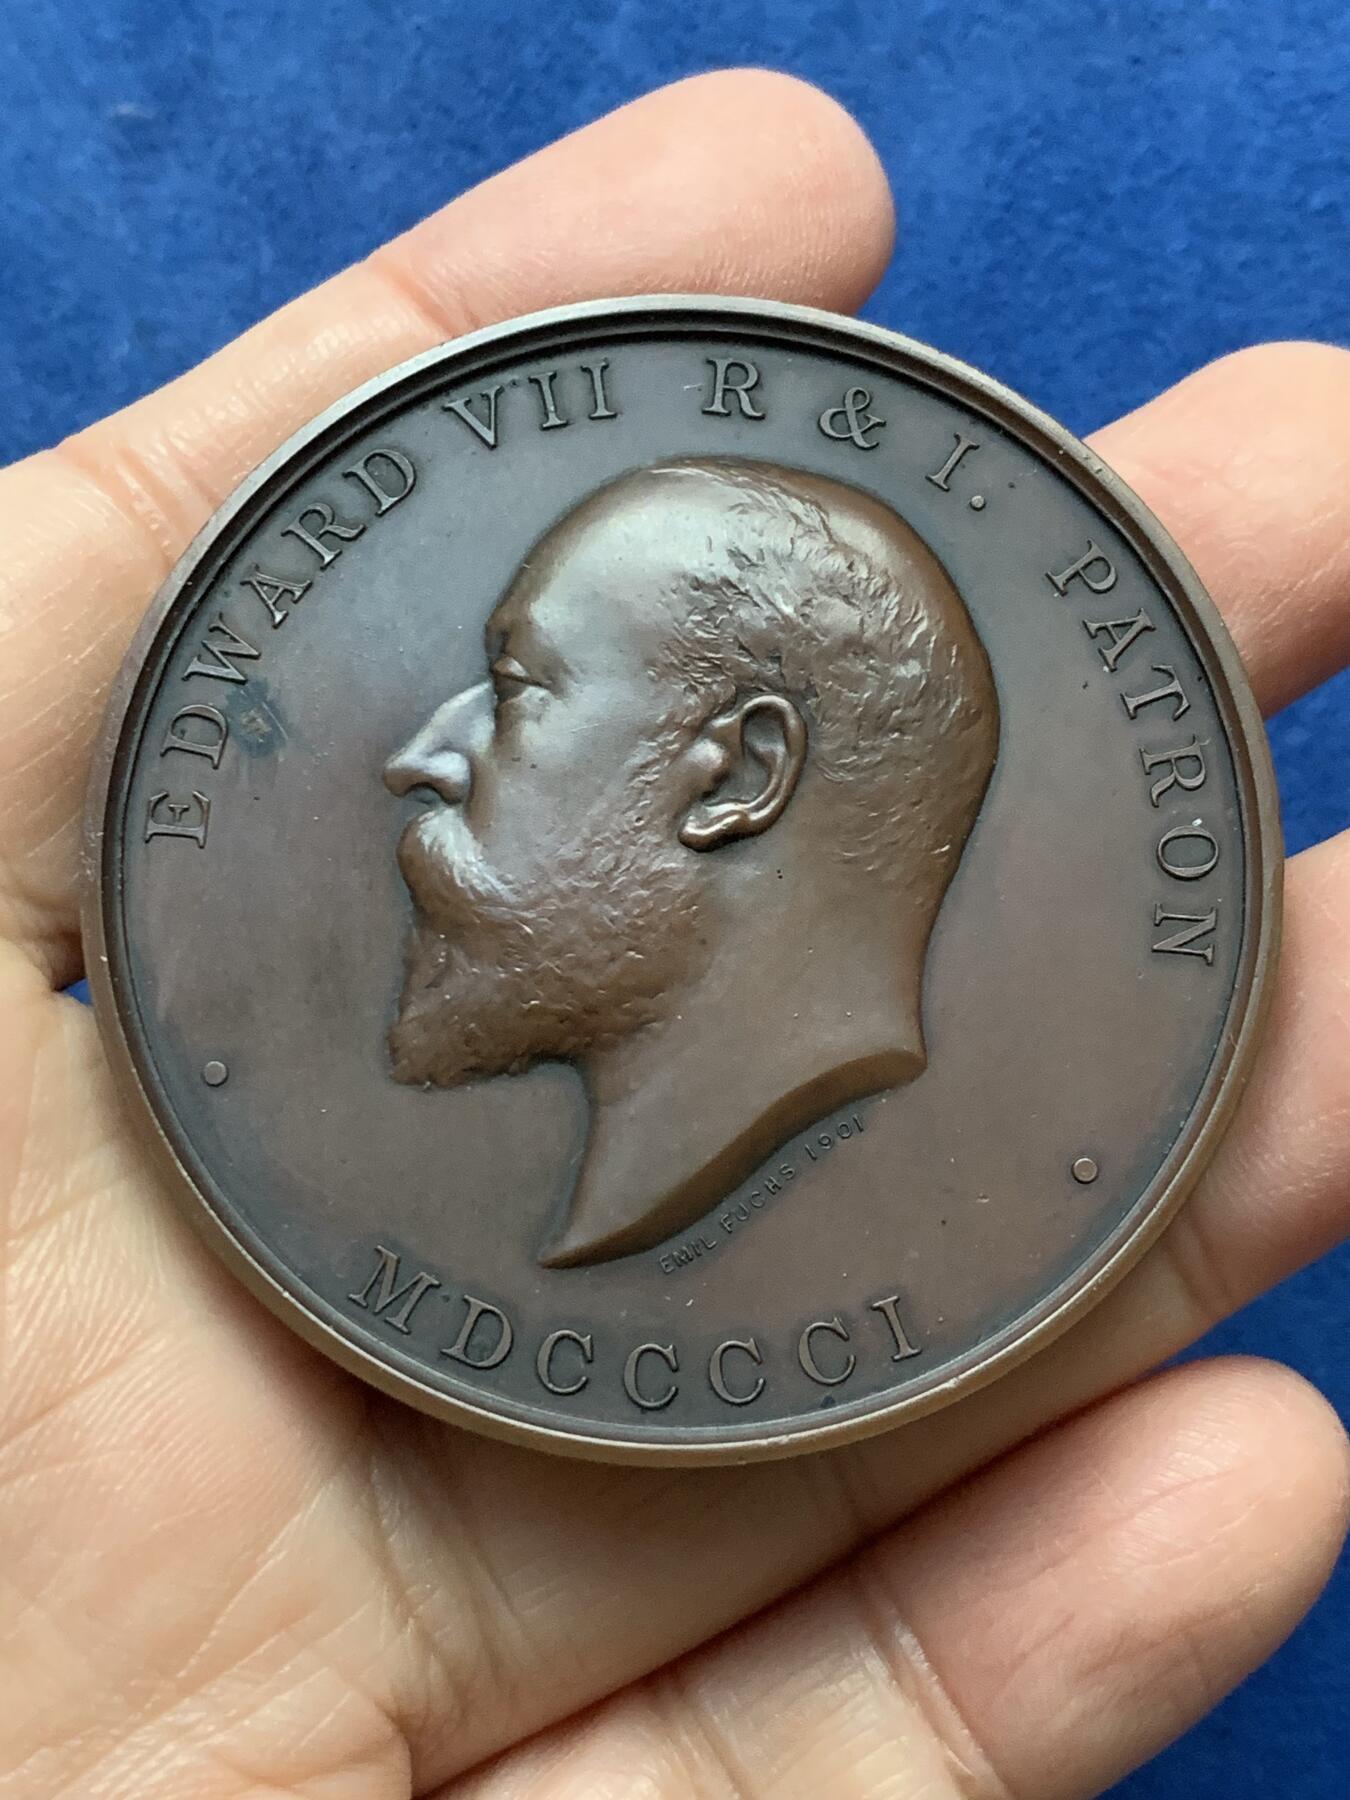 EDWARD VII R & I. PATRON
EMIL FUCHS 1901
MDCCCCI